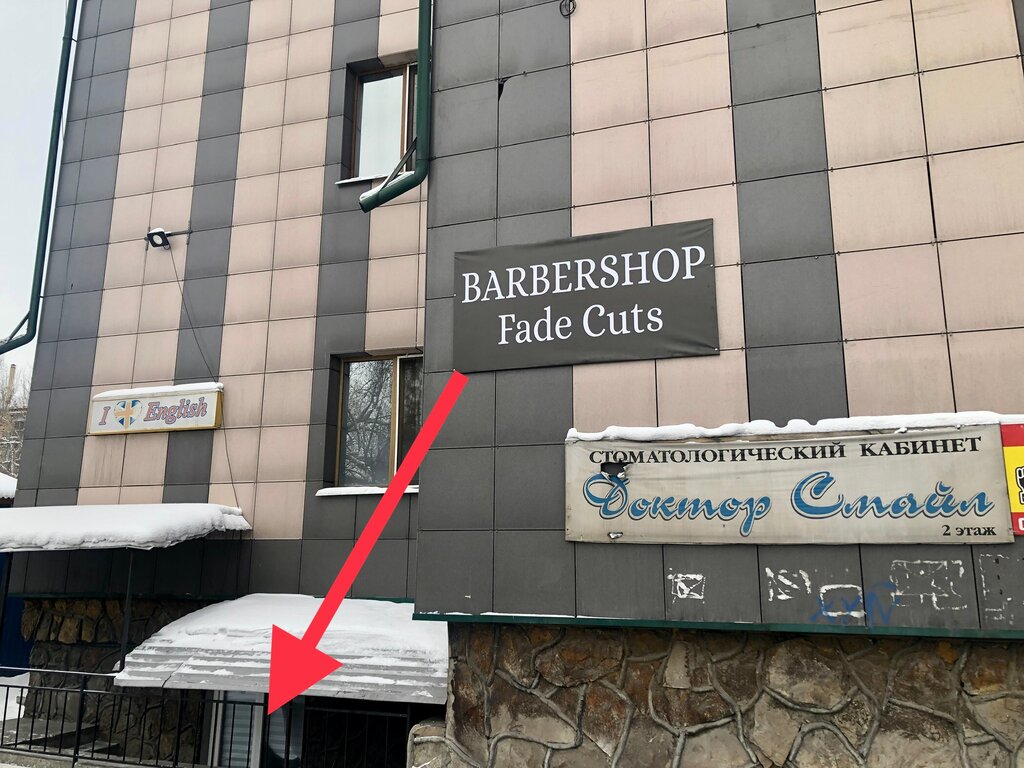 BARBERSHOP
Fade Cuts
I English
СТОМАТОЛОГИЧЕСКИЙ КАБИНЕТ
Доктор Смайл
2 этаж